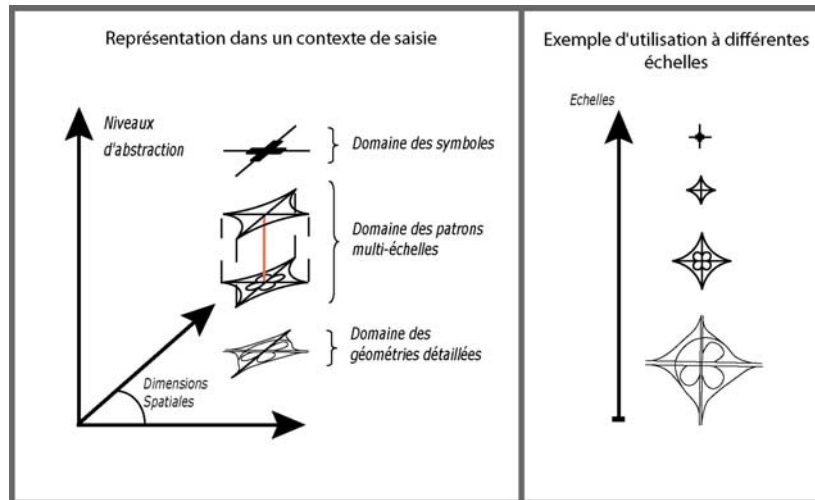 Représentation dans un contexte de saisie
Niveaux
d'abstraction
Domaine des symboles
Domaine des patrons
multi-échelles
Domaine des
géométries détaillées
Dimensions
Spatiales
Exemple d'utilisation à différentes
échelles
Echelles